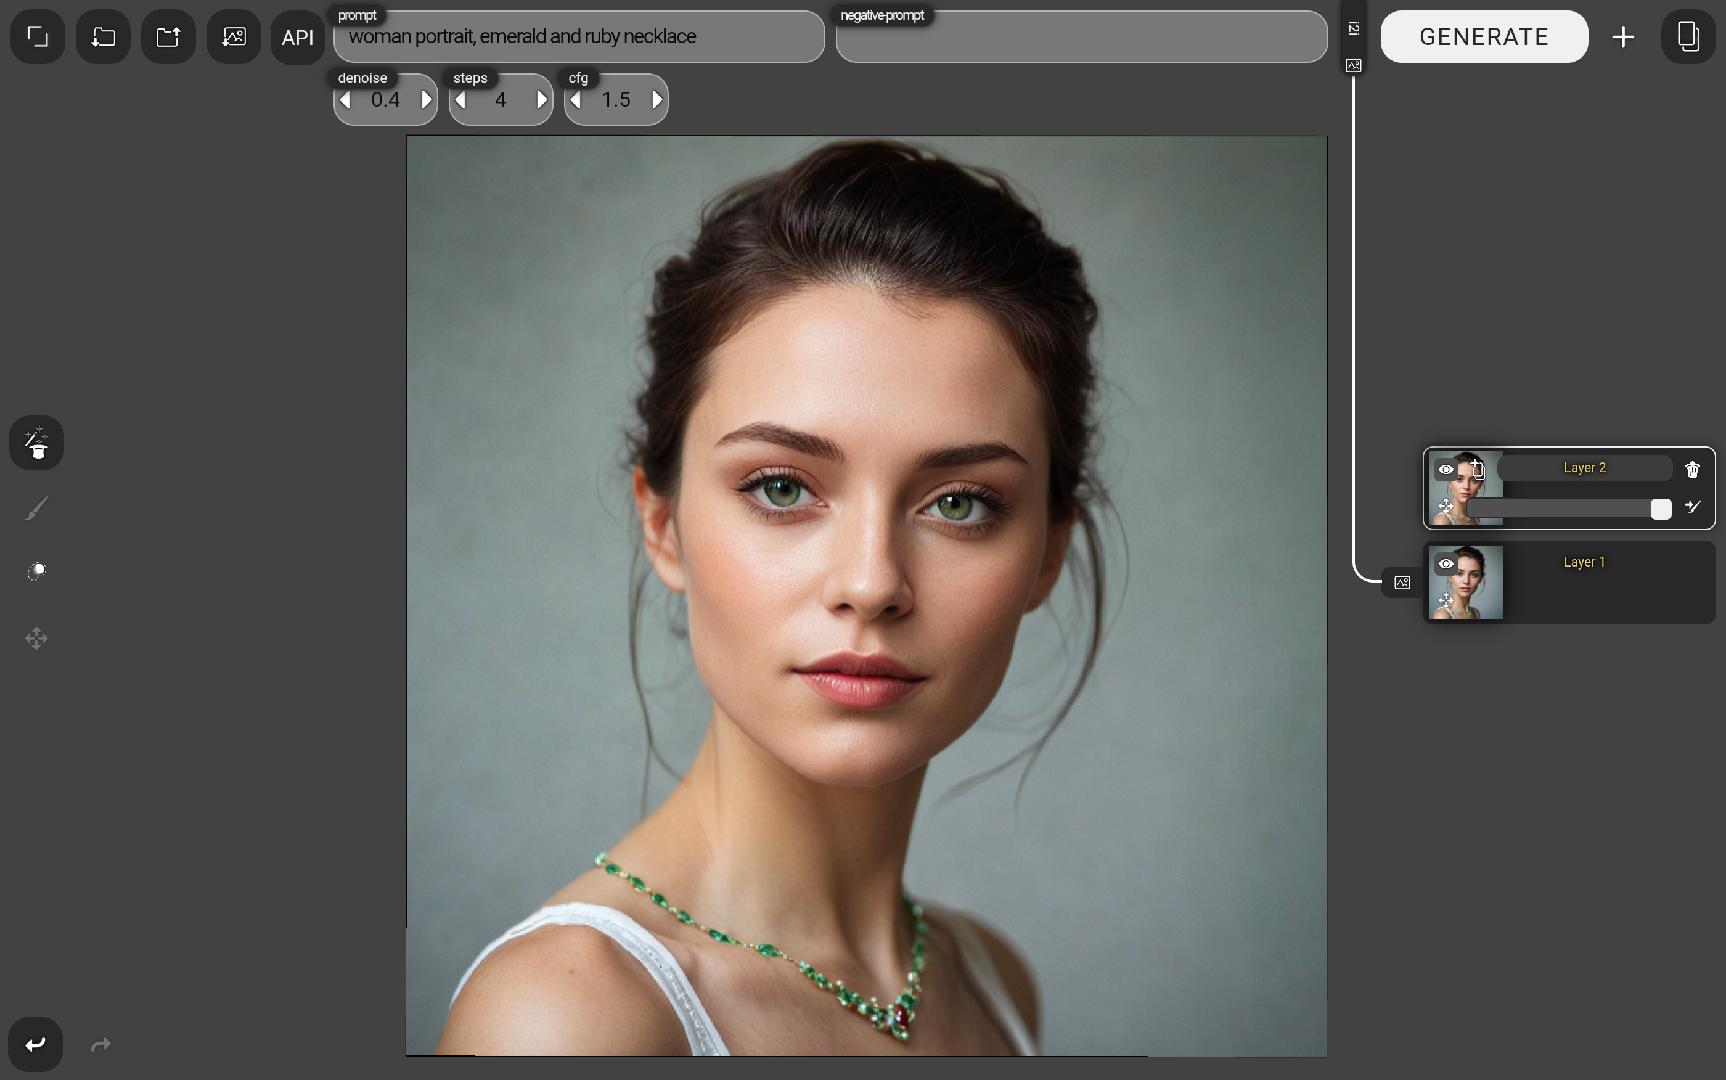 API
prompt
woman portrait, emerald and ruby necklace
negative-prompt
i2i
GENERATE
denoise
0.4
steps
4
cfg
1.5
Layer 2
Layer 1